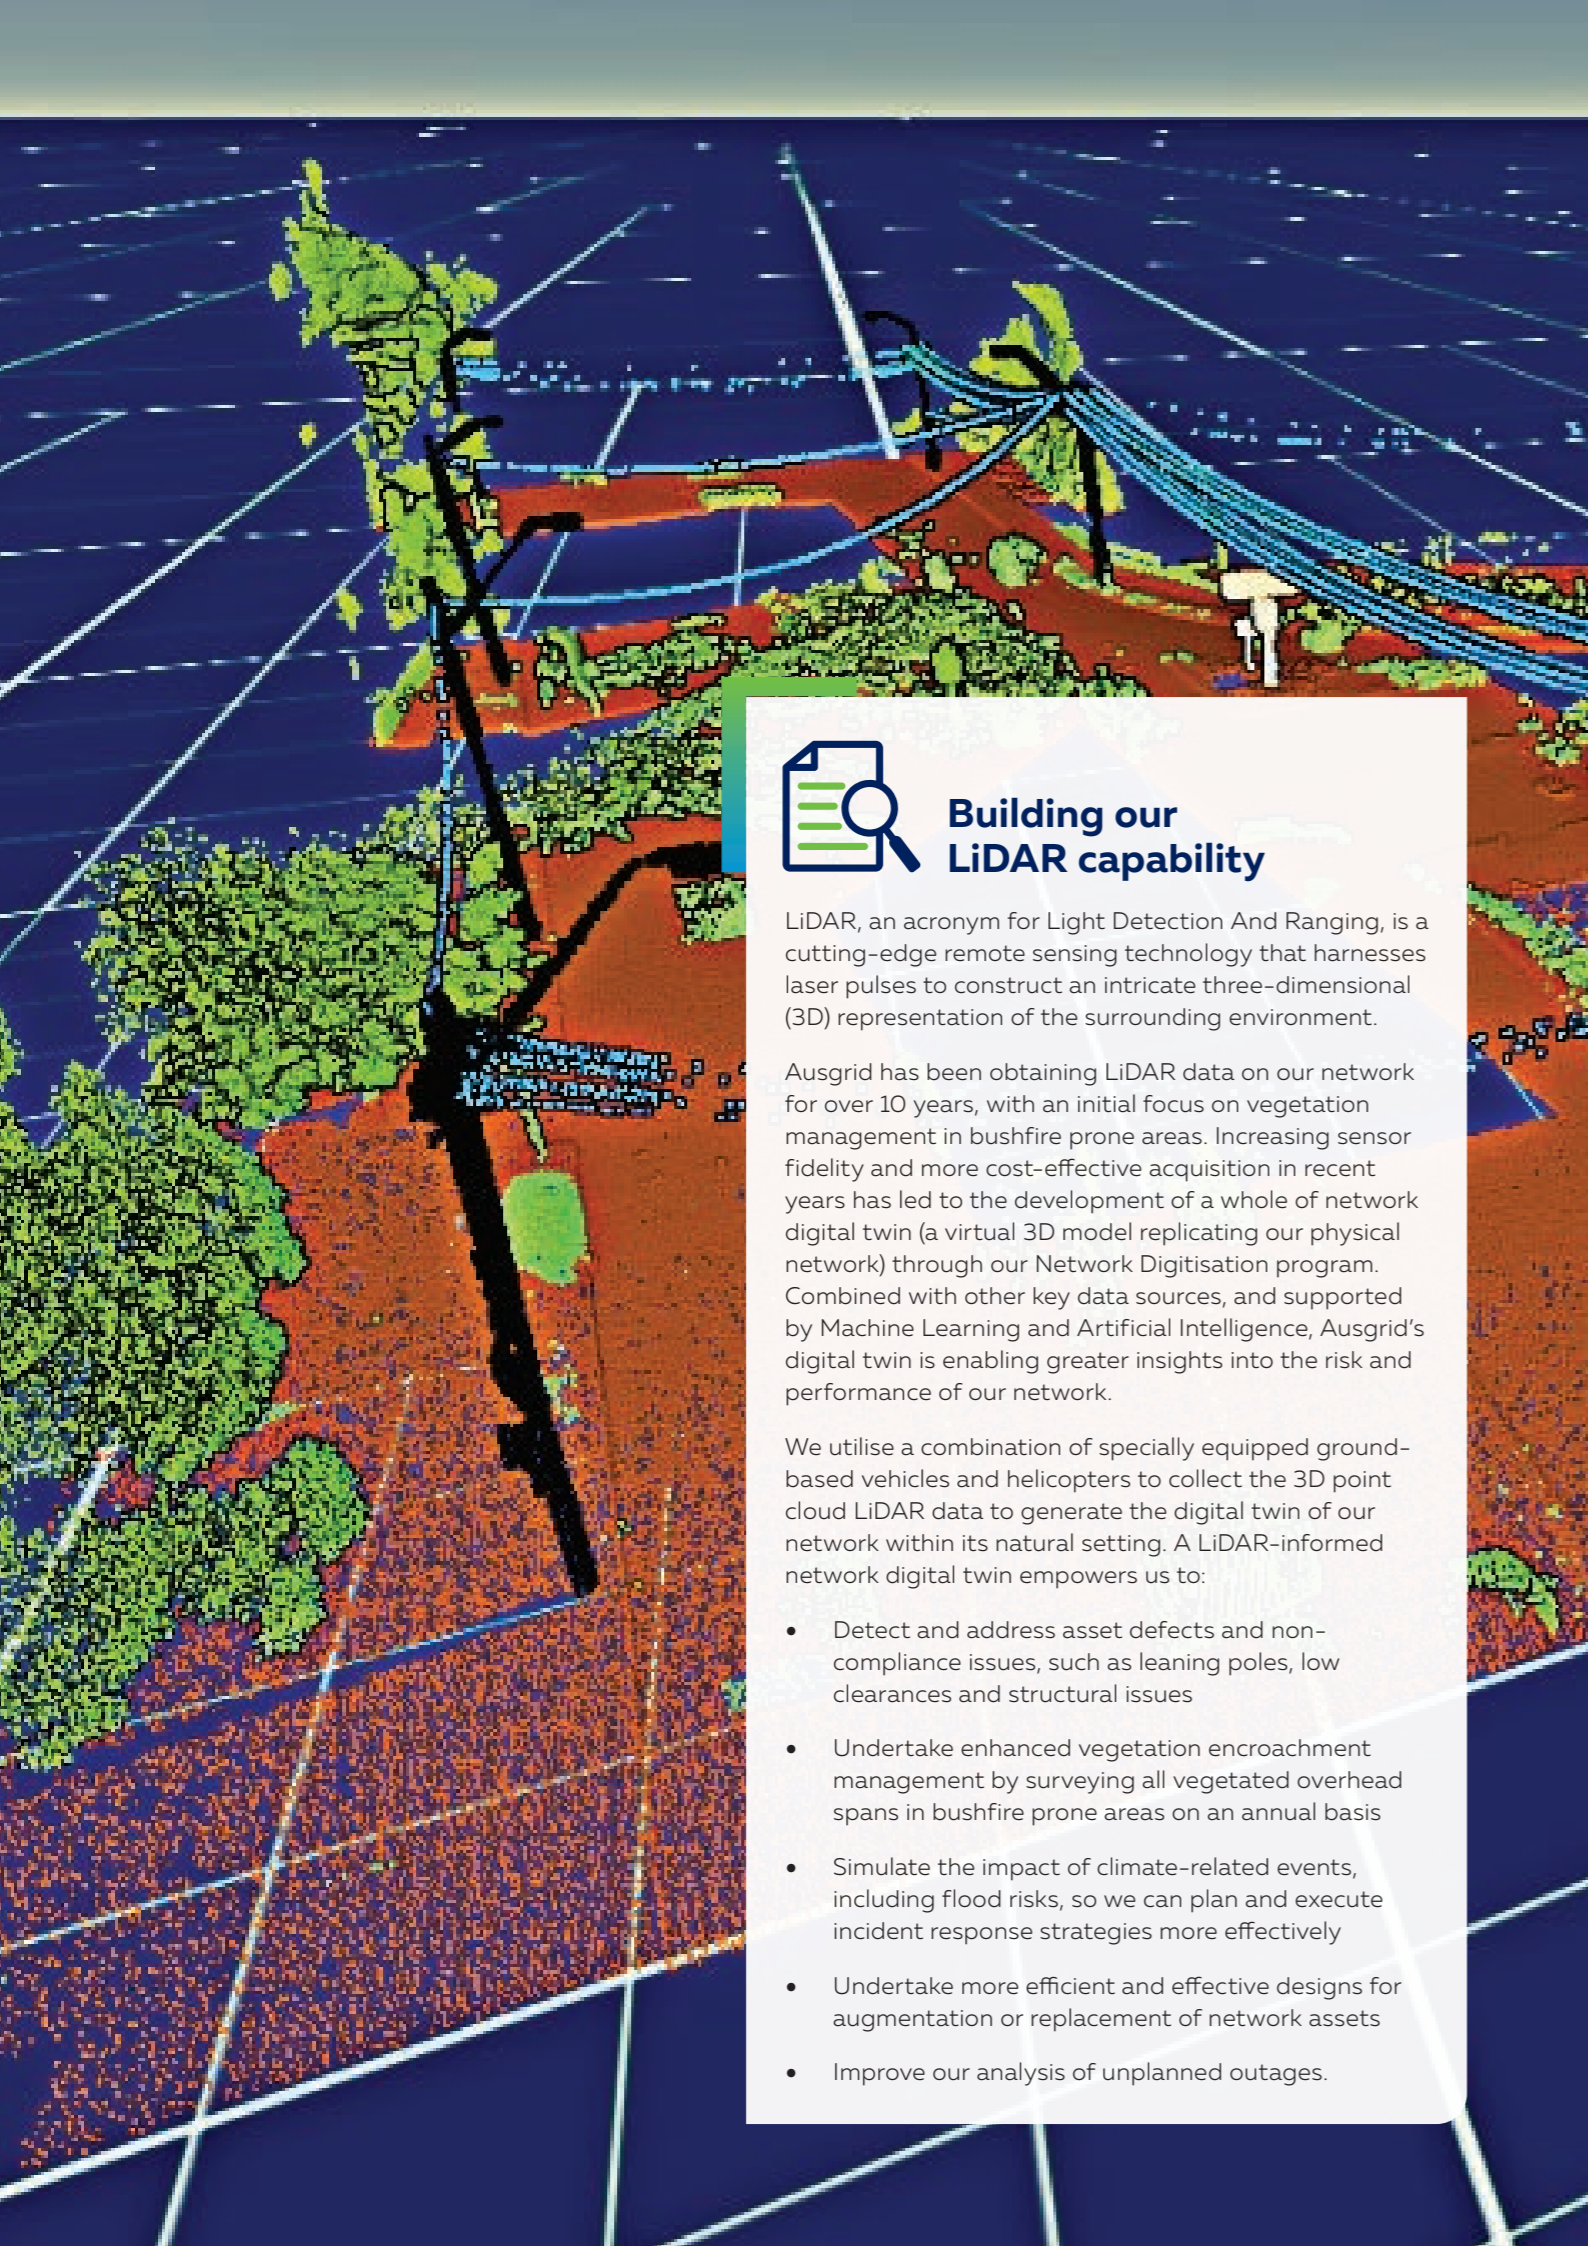 Building our
LiDAR capability
LiDAR, an acronym for Light Detection And Ranging, is a
cutting-edge remote sensing technology that harnesses
laser pulses to construct an intricate three-dimensional
(3D) representation of the surrounding environment.
Ausgrid has been obtaining LiDAR data on our network
for over 10 years, with an initial focus on vegetation
management in bushfire prone areas. Increasing sensor
fidelity and more cost-effective acquisition in recent
years has led to the development of a whole of network
digital twin (a virtual 3D model replicating our physical
network) through our Network Digitisation program.
Combined with other key data sources, and supported
by Machine Learning and Artificial Intelligence, Ausgrid’s
digital twin is enabling greater insights into the risk and
performance of our network.
We utilise a combination of specially equipped ground-
based vehicles and helicopters to collect the 3D point
cloud LiDAR data to generate the digital twin of our
network within its natural setting. A LiDAR-informed
network digital twin empowers us to:
• Detect and address asset defects and non-
compliance issues, such as leaning poles, low
clearances and structural issues
• Undertake enhanced vegetation encroachment
management by surveying all vegetated overhead
spans in bushfire prone areas on an annual basis
• Simulate the impact of climate-related events,
including flood risks, so we can plan and execute
incident response strategies more effectively
• Undertake more efficient and effective designs for
augmentation or replacement of network assets
• Improve our analysis of unplanned outages.